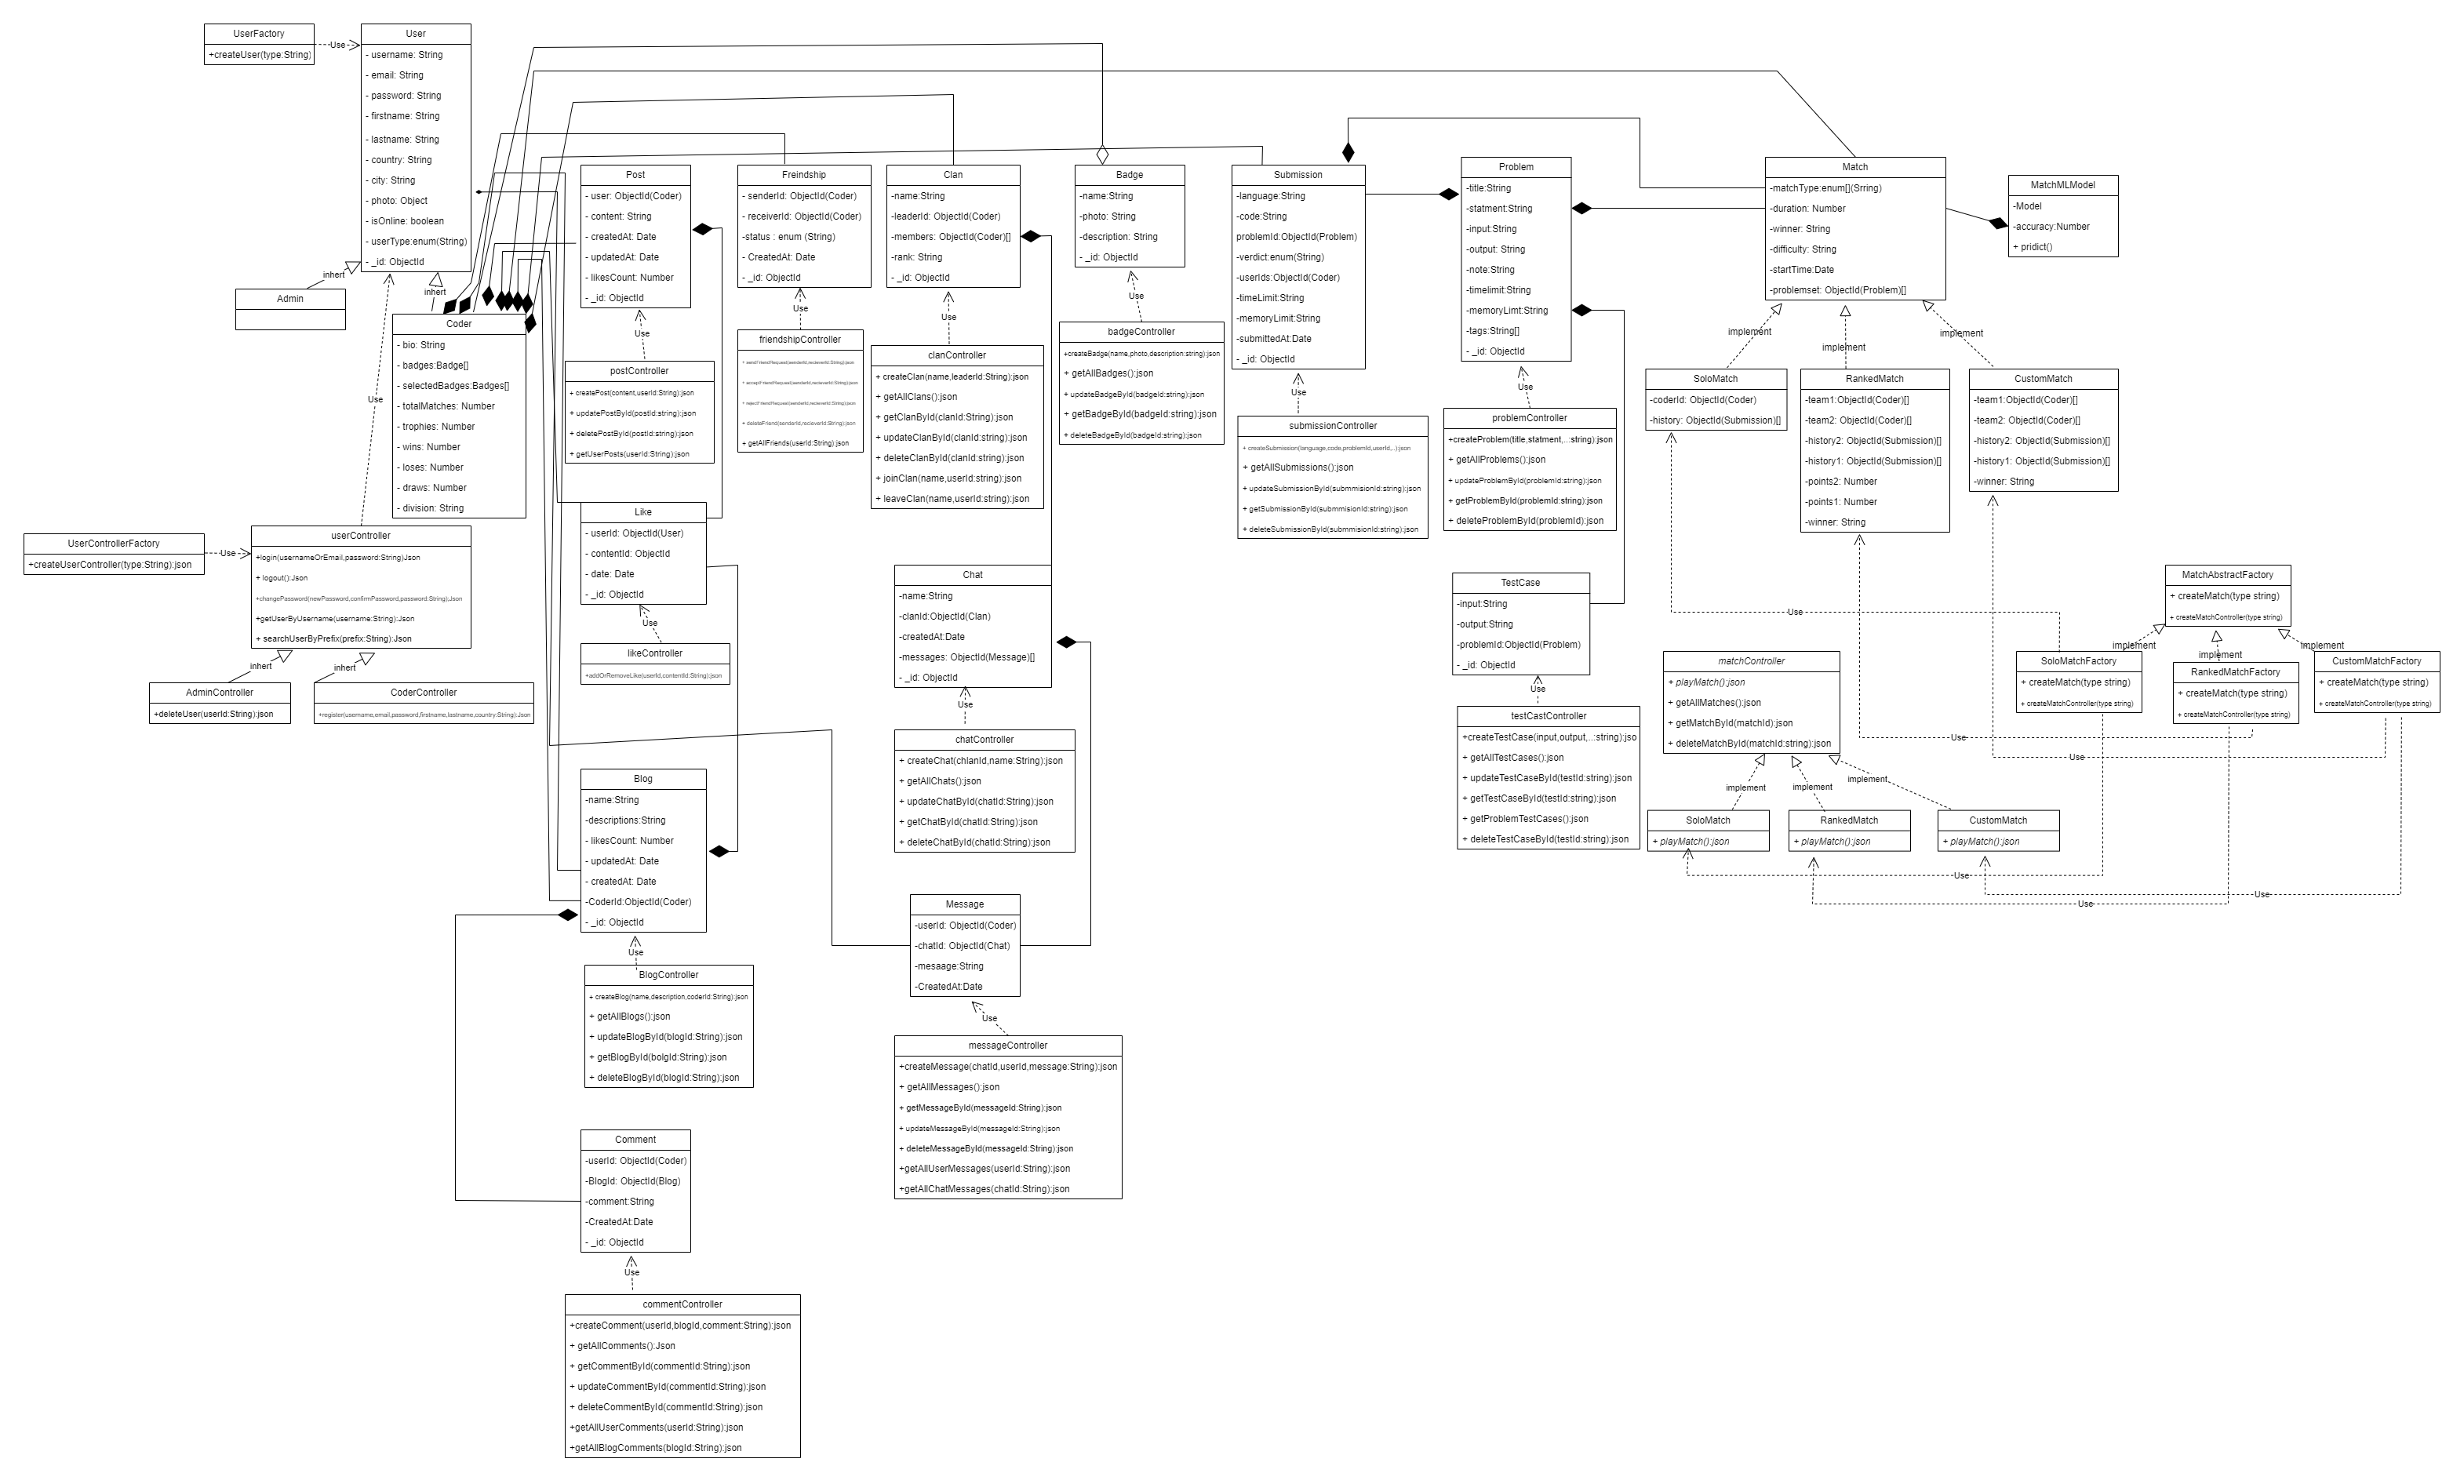 UserFactory
+createUser(type:String)
Use
User
- username: String
- email: String
- password: String
- firstname: String
- lastname: String
- country: String
- city: String
- photo: Object
- isOnline: boolean
- userType:enum(String)
- _id: ObjectId
inhert
Admin
inhert
Coder
- bio: String
- badges:Badge[]
- selectedBadges:Badges[]
- totalMatches: Number
- trophies: Number
- wins: Number
- loses: Number
- draws: Number
- division: String
Use
UserControllerFactory
+createUserController(type:String):json
Use
userController
+login(usernameOrEmail,password:String)Json
+ logout():Json
+changePassword(newPassword,confirmPassword,password:String):Json
+getUserByUsername(username:String):Json
+ searchUserByPrefix(prefix:String):Json
inhert
inhert
AdminController
+deleteUser(userId:String):json
CoderController
+register(username,email,password,firstname,lastname,country:String):Json
Post
- user: ObjectId(Coder)
- content: String
- createdAt: Date
- updatedAt: Date
- likesCount: Number
- _id: ObjectId
Use
postController
+ createPost(content,userId:String):json
+ updatePostById(postId:string):json
+ deletePostById(postId:string):json
+ getUserPosts(userId:String):json
Like
- userId: ObjectId(User)
- contentId: ObjectId
- date: Date
- _id: ObjectId
Use
likeController
+addOrRemoveLike(userId,contentId:String):json
Blog
-name:String
-descriptions:String
- likesCount: Number
- updatedAt: Date
- createdAt: Date
-CoderId:ObjectId(Coder)
- _id: ObjectId
Use
BlogController
+ createBlog(name,description,coderId:String):json
+ getAllBlogs():json
+ updateBlogById(blogId:String):json
+ getBlogById(bolgId:String):json
+ deleteBlogById(blogId:String):json
Comment
-userId: ObjectId(Coder)
-BlogId: ObjectId(Blog)
-comment:String
-CreatedAt:Date
- _id: ObjectId
Use
commentController
+createComment(userId,blogId,comment:String):json
+ getAllComments():Json
+ getCommentById(commentId:String):json
+ updateCommentById(commentId:String):json
+ deleteCommentById(commentId:String):json
+getAllUserComments(userId:String):json
+getAllBlogComments(blogId:String):json
Freindship
- senderId: ObjectId(Coder)
- receiverId: ObjectId(Coder)
-status : enum (String)
- CreatedAt: Date
- _id: ObjectId
Use
friendshipController
+ sendFriendRequest(senderId,recieverId:String):json
+ acceptFriendRequest(senderId,recieverId:String):json
+ rejectFriendRequest(senderId,recieverId:String):json
+ deleteFriend(senderId,recieverId:String):json
+ getAllFriends(userId:String):json
Clan
-name:String
-leaderId: ObjectId(Coder)
-members: ObjectId(Coder)[]
-rank: String
- _id: ObjectId
Use
clanController
+ createClan(name,leaderId:String):json
+ getAllClans():json
+ getClanById(clanId:String):json
+ updateClanById(clanId:string):json
+ deleteClanById(clanId:string):json
+ joinClan(name,userId:string):json
+ leaveClan(name,userId:string):json
Chat
-name:String
-clanId:ObjectId(Clan)
-createdAt:Date
-messages: ObjectId(Message)[]
- _id: ObjectId
Use
chatController
+ createChat(chlanId,name:String):json
+ getAllChats():json
+ updateChatById(chatId:String):json
+ getChatById(chatId:String):json
+ deleteChatById(chatId:String):json
Message
-userId: ObjectId(Coder)
-chatId: ObjectId(Chat)
-mesaage:String
-CreatedAt:Date
Use
messageController
+createMessage(chatId,userId,message:String):json
+ getAllMessages():json
+ getMessageById(messageId:String):json
+ updateMessageById(messageId:String):json
+ deleteMessageById(messageId:String):json
+getAllUserMessages(userId:String):json
+getAllChatMessages(chatId:String):json
Badge
-name:String
-photo: String
-description: String
- _id: ObjectId
Use
badgeController
+createBadge(name,photo,description:string):json
+ getAllBadges():json
+ updateBadgeById(badgeId:string):json
+ getBadgeById(badgeId:string):json
+ deleteBadgeById(badgeId:string):json
Submission
-language:String
-code:String
problemId:ObjectId(Problem)
-verdict:enum(String)
-userIds:ObjectId(Coder)
-timeLimit:String
-memoryLimit:String
-submittedAt:Date
- _id: ObjectId
Use
submissionController
+ createSubmission(language,code,problemId,userId,..):json
+ getAllSubmissions():json
+ updateSubmissionById(submmisionId:string):json
+ getSubmissionById(submmisionId:string):json
+ deleteSubmissionById(submmisionId:string):json
Problem
-title:String
-statment:String
-input:String
-output: String
-note:String
-timelimit:String
-memoryLimt:String
-tags:String[]
- _id: ObjectId
Use
problemController
+createProblem(title,statment,..:string):json
+ getAllProblems():json
+ updateProblemById(problemId:string):json
+ getProblemById(problemId:string):json
+ deleteProblemById(problemId):json
TestCase
-input:String
-output:String
-problemId:ObjectId(Problem)
- _id: ObjectId
Use
testCastController
+createTestCase(input,output,..:string):jso
+ getAllTestCases():json
+ updateTestCaseById(testId:string):json
+ getTestCaseById(testId:string):json
+ getProblemTestCases():json
+ deleteTestCaseById(testId:string):json
Match
-matchType:enum[](Srring)
-duration: Number
-winner: String
-difficulty: String
-startTime:Date
-problemset: ObjectId(Problem)[]
MatchMLModel
-Model
-accuracy:Number
+ pridict()
implement
implement
implement
SoloMatch
-coderId: ObjectId(Coder)
-history: ObjectId(Submission)[]
RankedMatch
-team1:ObjectId(Coder)[]
-team2: ObjectId(Coder)[]
-history2: ObjectId(Submission)[]
-history1: ObjectId(Submission)[]
-points2: Number
-points1: Number
-winner: String
CustomMatch
-team1:ObjectId(Coder)[]
-team2: ObjectId(Coder)[]
-history2: ObjectId(Submission)[]
-history1: ObjectId(Submission)[]
-winner: String
MatchAbstractFactory
+ createMatch(type string)
+ createMatchController(type string)
Use
implement
implement
implement
SoloMatchFactory
+ createMatch(type string)
+ createMatchController(type string)
RankedMatchFactory
+ createMatch(type string)
+ createMatchController(type string)
CustomMatchFactory
+ createMatch(type string)
+ createMatchController(type string)
Use
Use
matchController
+ playMatch():json
+ getAllMatches():json
+ getMatchById(matchId):json
+ deleteMatchById(matchId:string):json
implement
implement
implement
SoloMatch
+ playMatch():json
RankedMatch
+ playMatch():json
CustomMatch
+ playMatch():json
Use
Use
Use